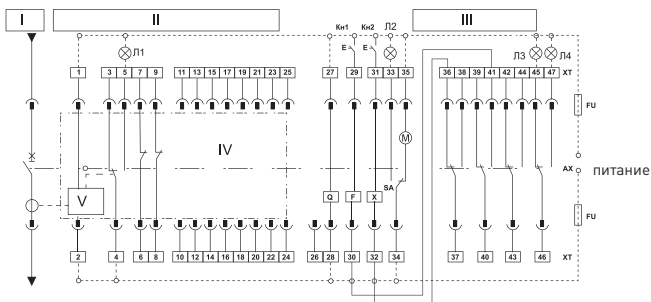 I II III
Кн1 Кн2 Л2
Л1 E E Л3 Л4
1 3 5 7 9 11 13 15 17 19 21 23 25 27 29 31 33 35 36 38 39 41 42 44 45 47 XT
FU
IV M
AX питание
SA
V Q F X
FU
2 4 6 8 10 12 14 16 18 20 22 24 26 28 30 32 34 37 40 43 46 XT